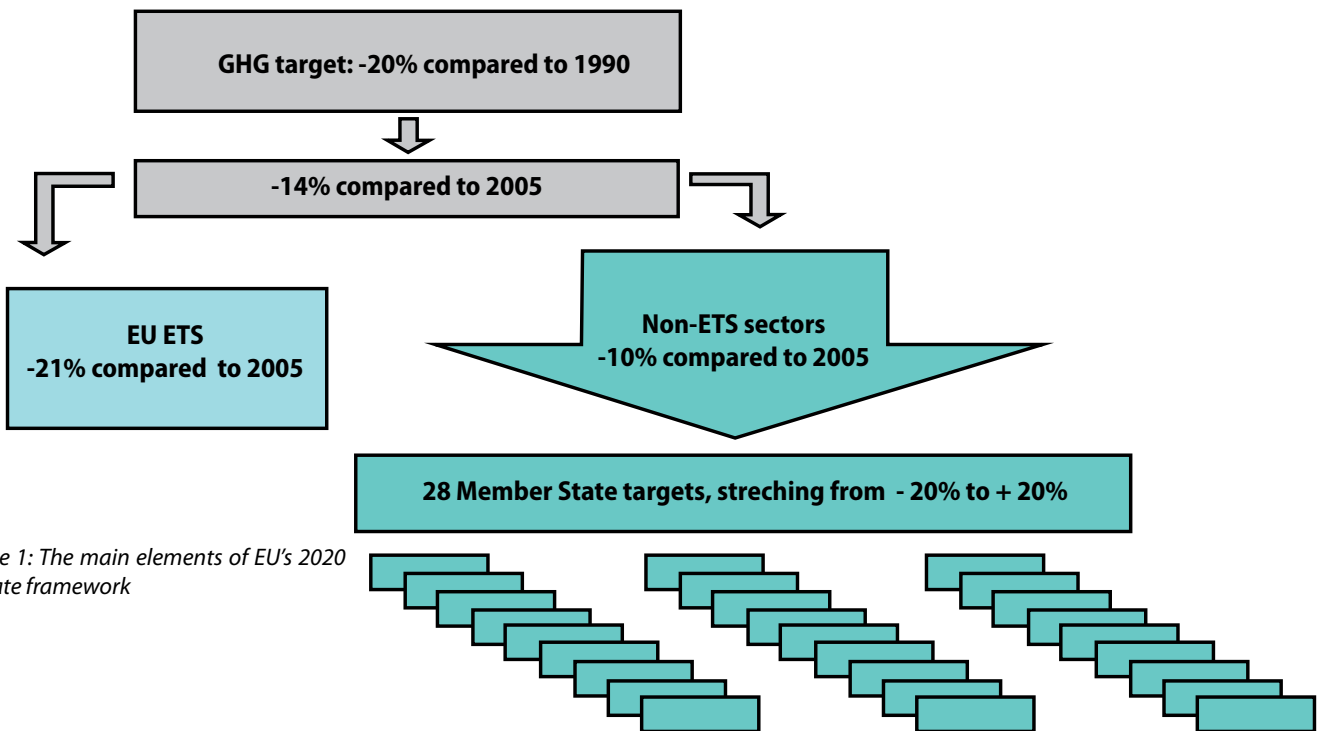 GHG target: -20% compared to 1990
-14% compared to 2005
EU ETS
-21% compared to 2005
Non-ETS sectors
-10% compared to 2005
28 Member State targets, streching from - 20% to + 20%
e 1: The main elements of EU's 2020
te framework